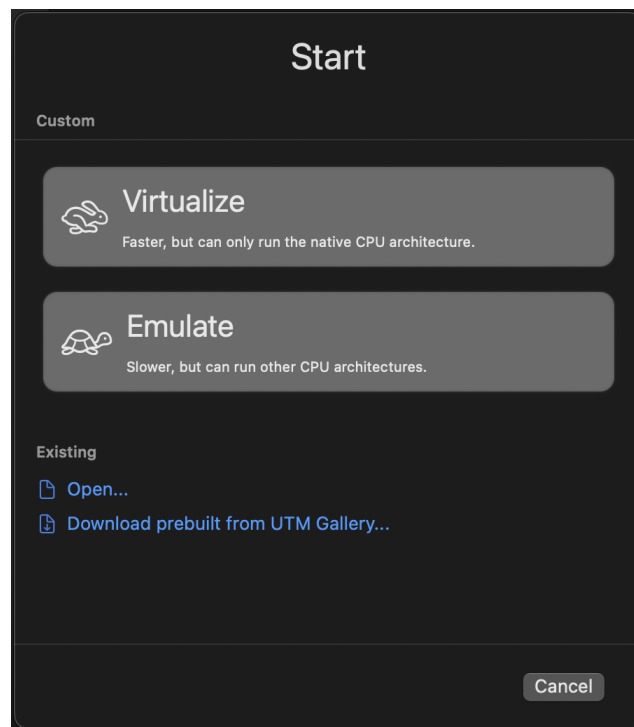 Start
Custom
Virtualize
Faster, but can only run the native CPU architecture.
Emulate
Slower, but can run other CPU architectures.
Existing
Open...
Download prebuilt from UTM Gallery...
Cancel